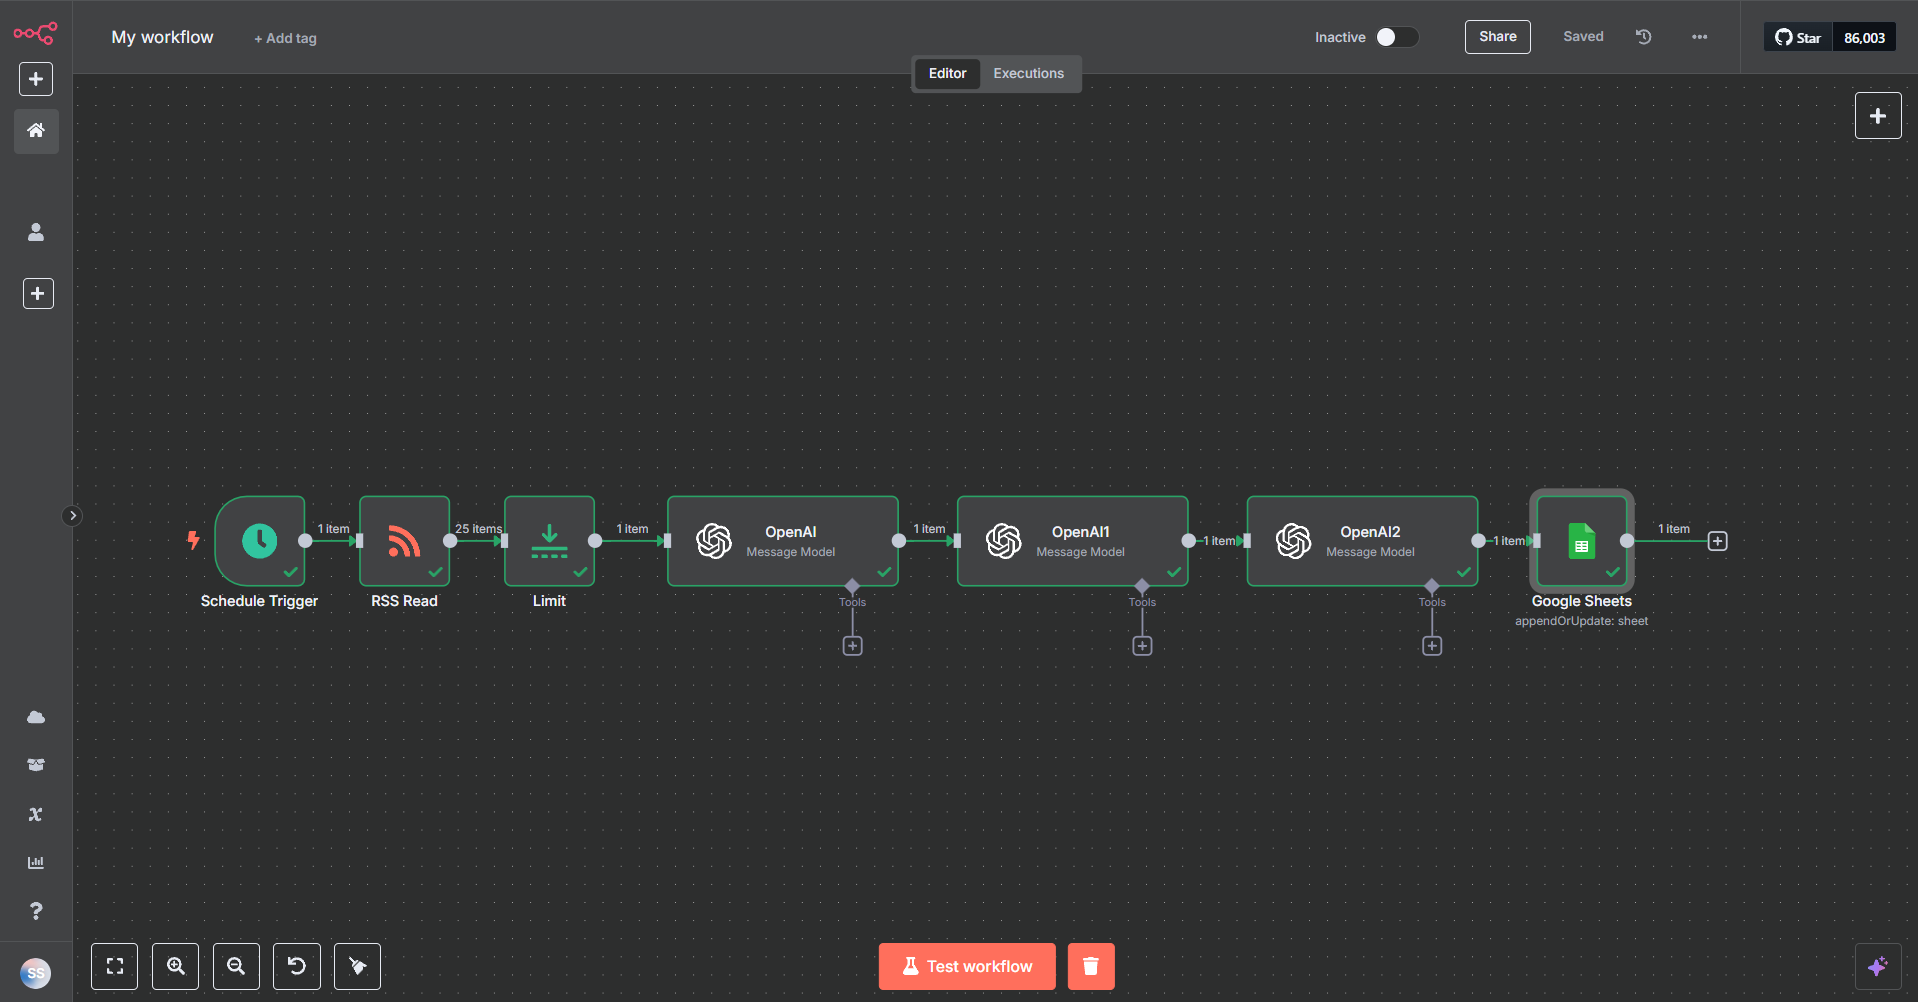 My workflow
+ Add tag
Inactive
Share
Saved
Star
86,003
Editor
Executions
1 item
25 items
1 item
OpenAI
Message Model
1 item
OpenAI1
Message Model
1 item
OpenAI2
Message Model
1 item
1 item
Schedule Trigger
RSS Read
Limit
Tools
Tools
Tools
Google Sheets
appendOrUpdate: sheet
SS
Test workflow